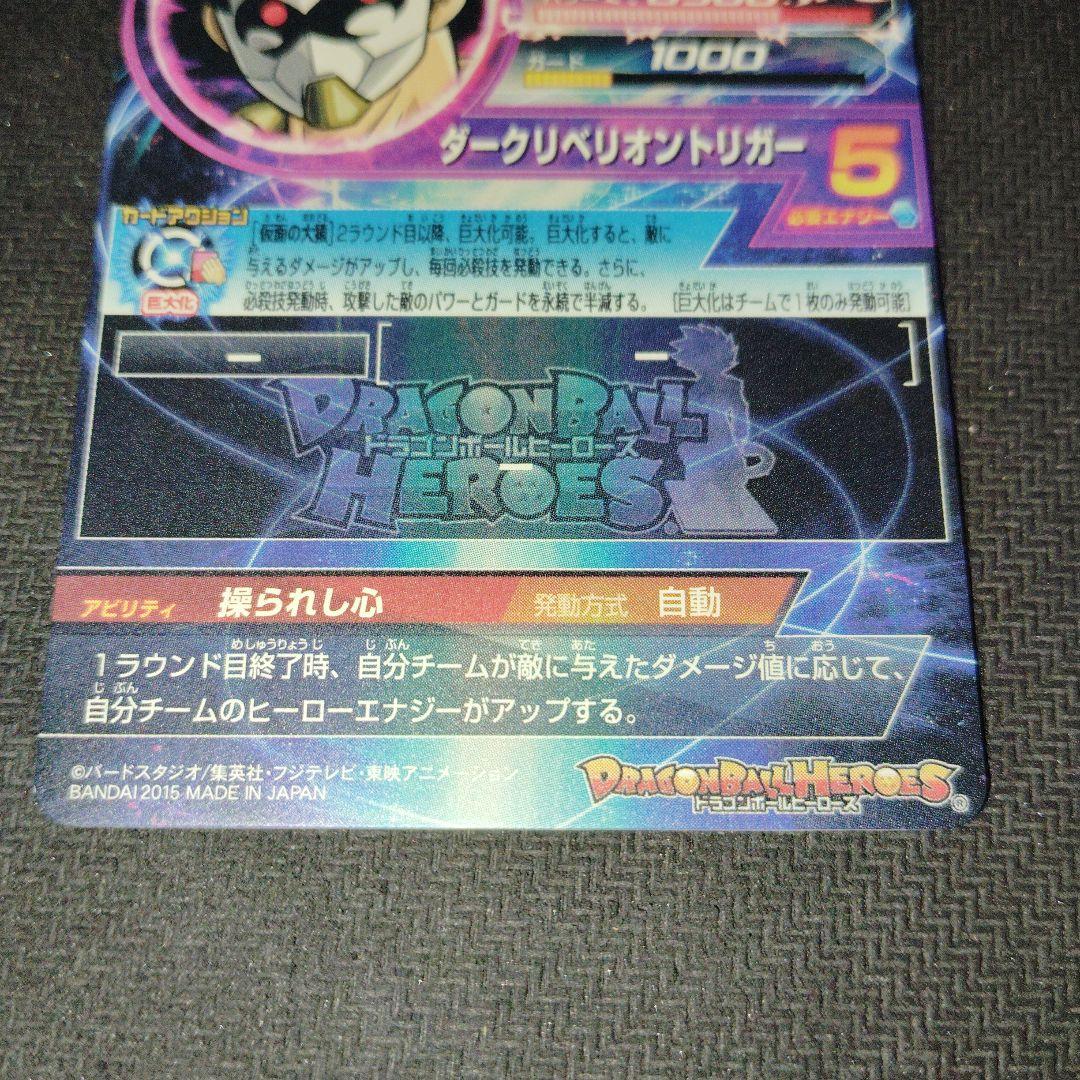 ガード 1000
ダークリベリオントリガー 5
必要エナジー
カードアクション
巨大化
[仮面の大猿]2ラウンド目以降、巨大化可能。巨大化すると、敵に
与えるダメージがアップし、毎回必殺技を発動できる。さらに、
必殺技発動時、攻撃した敵のパワーとガードを永続で半減する。 [巨大化はチームで1枚のみ発動可能]
ー [ ー ]
DRAGON BALL
ドラゴンボールヒーローズ
HEROES
ー
アビリティ 操られし心 発動方式 自動
1ラウンド目終了時、自分チームが敵に与えたダメージ値に応じて、
自分チームのヒーローエナジーがアップする。
©バードスタジオ/集英社・フジテレビ・東映アニメーション
BANDAI 2015 MADE IN JAPAN
DRAGON BALL HEROES
ドラゴンボールヒーローズ ®